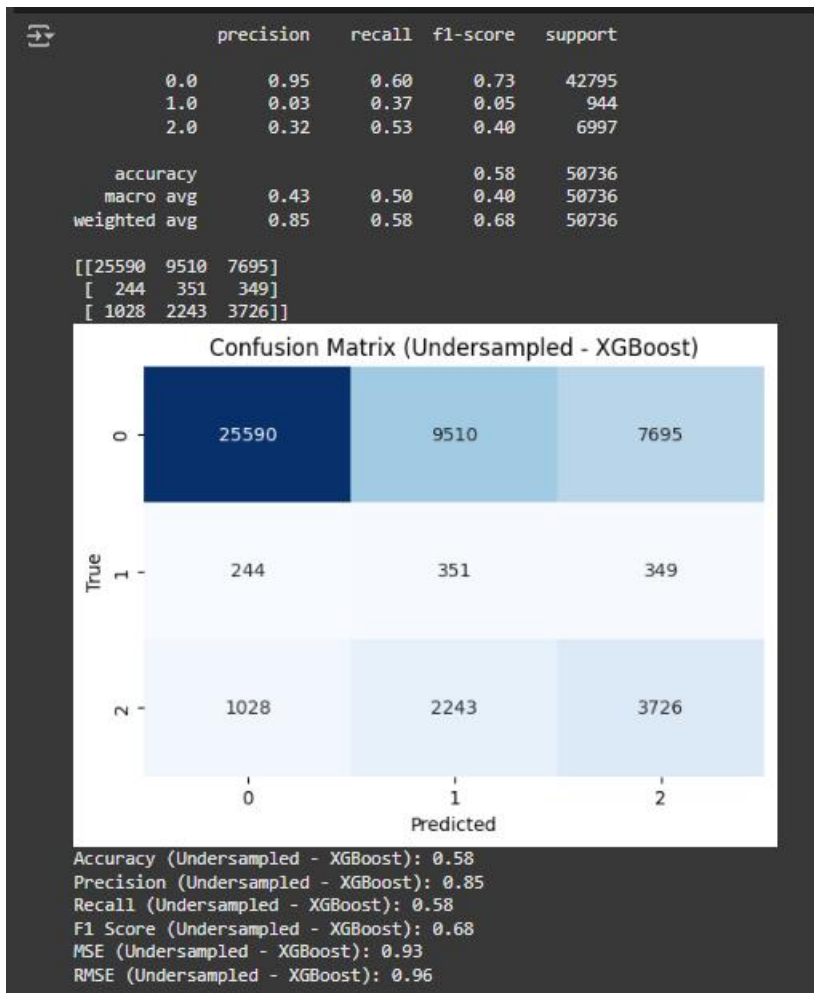 precision recall f1-score support
0.0 0.95 0.60 0.73 42795
1.0 0.03 0.37 0.05 944
2.0 0.32 0.53 0.40 6997
accuracy 0.58 50736
macro avg 0.43 0.50 0.40 50736
weighted avg 0.85 0.58 0.68 50736
[[25590 9510 7695]
[ 244 351 349]
[ 1028 2243 3726]]
Confusion Matrix (Undersampled - XGBoost)
0 25590 9510 7695
True
1 244 351 349
2 1028 2243 3726
0 1 2
Predicted
Accuracy (Undersampled - XGBoost): 0.58
Precision (Undersampled - XGBoost): 0.85
Recall (Undersampled - XGBoost): 0.58
F1 Score (Undersampled - XGBoost): 0.68
MSE (Undersampled - XGBoost): 0.93
RMSE (Undersampled - XGBoost): 0.96